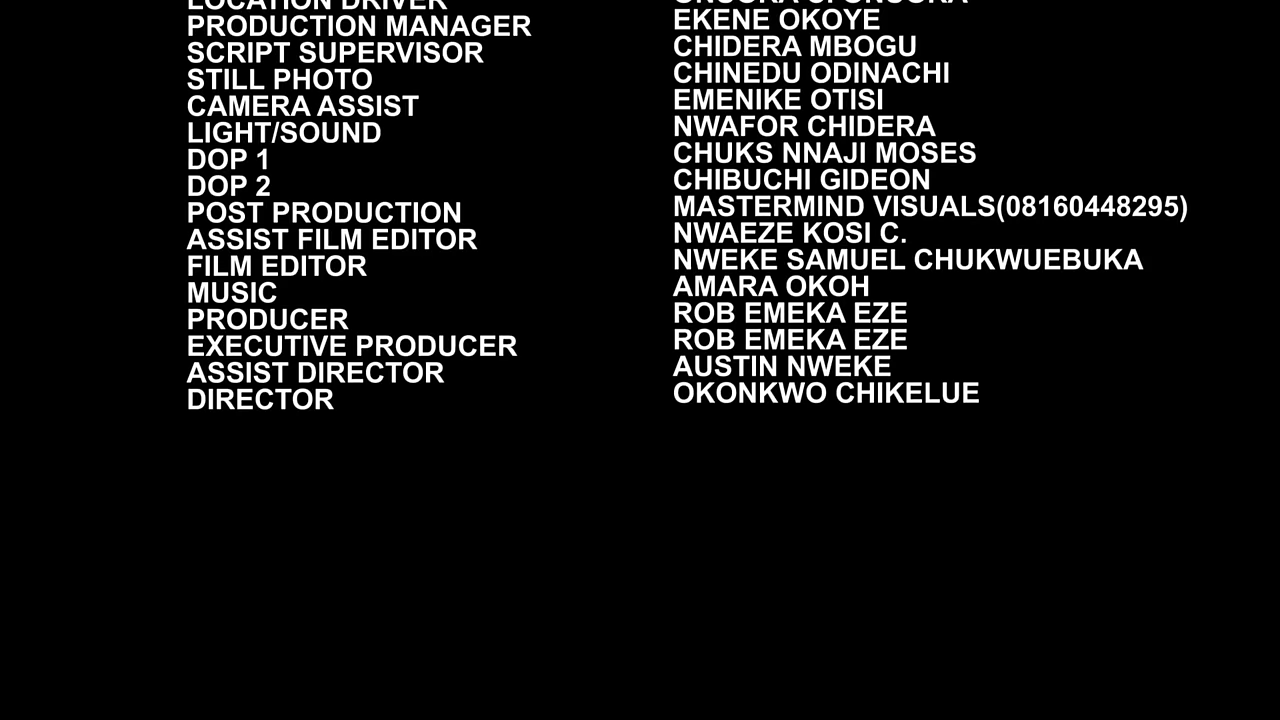 LOCATION DRIVER
PRODUCTION MANAGER EKENE OKOYE
SCRIPT SUPERVISOR CHIDERA MBOGU
STILL PHOTO CHINEDU ODINACHI
CAMERA ASSIST EMENIKE OTISI
LIGHT/SOUND NWAFOR CHIDERA
DOP 1 CHUKS NNAJI MOSES
DOP 2 CHIBUCHI GIDEON
POST PRODUCTION MASTERMIND VISUALS(08160448295)
ASSIST FILM EDITOR NWAEZE KOSI C.
FILM EDITOR NWEKE SAMUEL CHUKWUEBUKA
MUSIC AMARA OKOH
PRODUCER ROB EMEKA EZE
EXECUTIVE PRODUCER ROB EMEKA EZE
ASSIST DIRECTOR AUSTIN NWEKE
DIRECTOR OKONKWO CHIKELUE